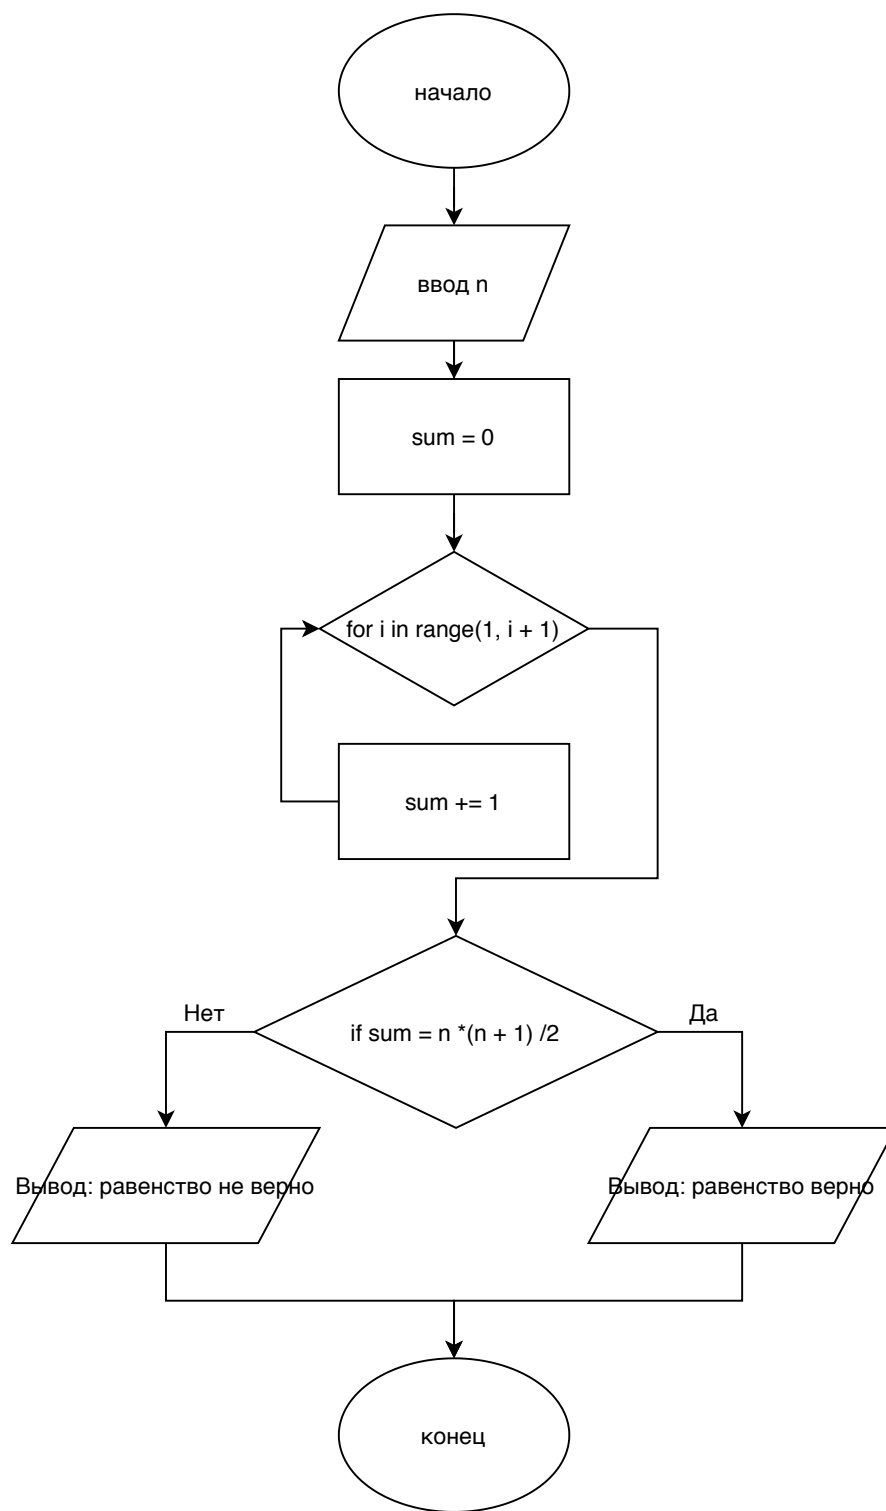 начало
ввод n
sum = 0
for i in range(1, i + 1)
sum += 1
Нет
if sum = n *(n + 1) /2
Да
Вывод: равенство не верно
Вывод: равенство верно
конец